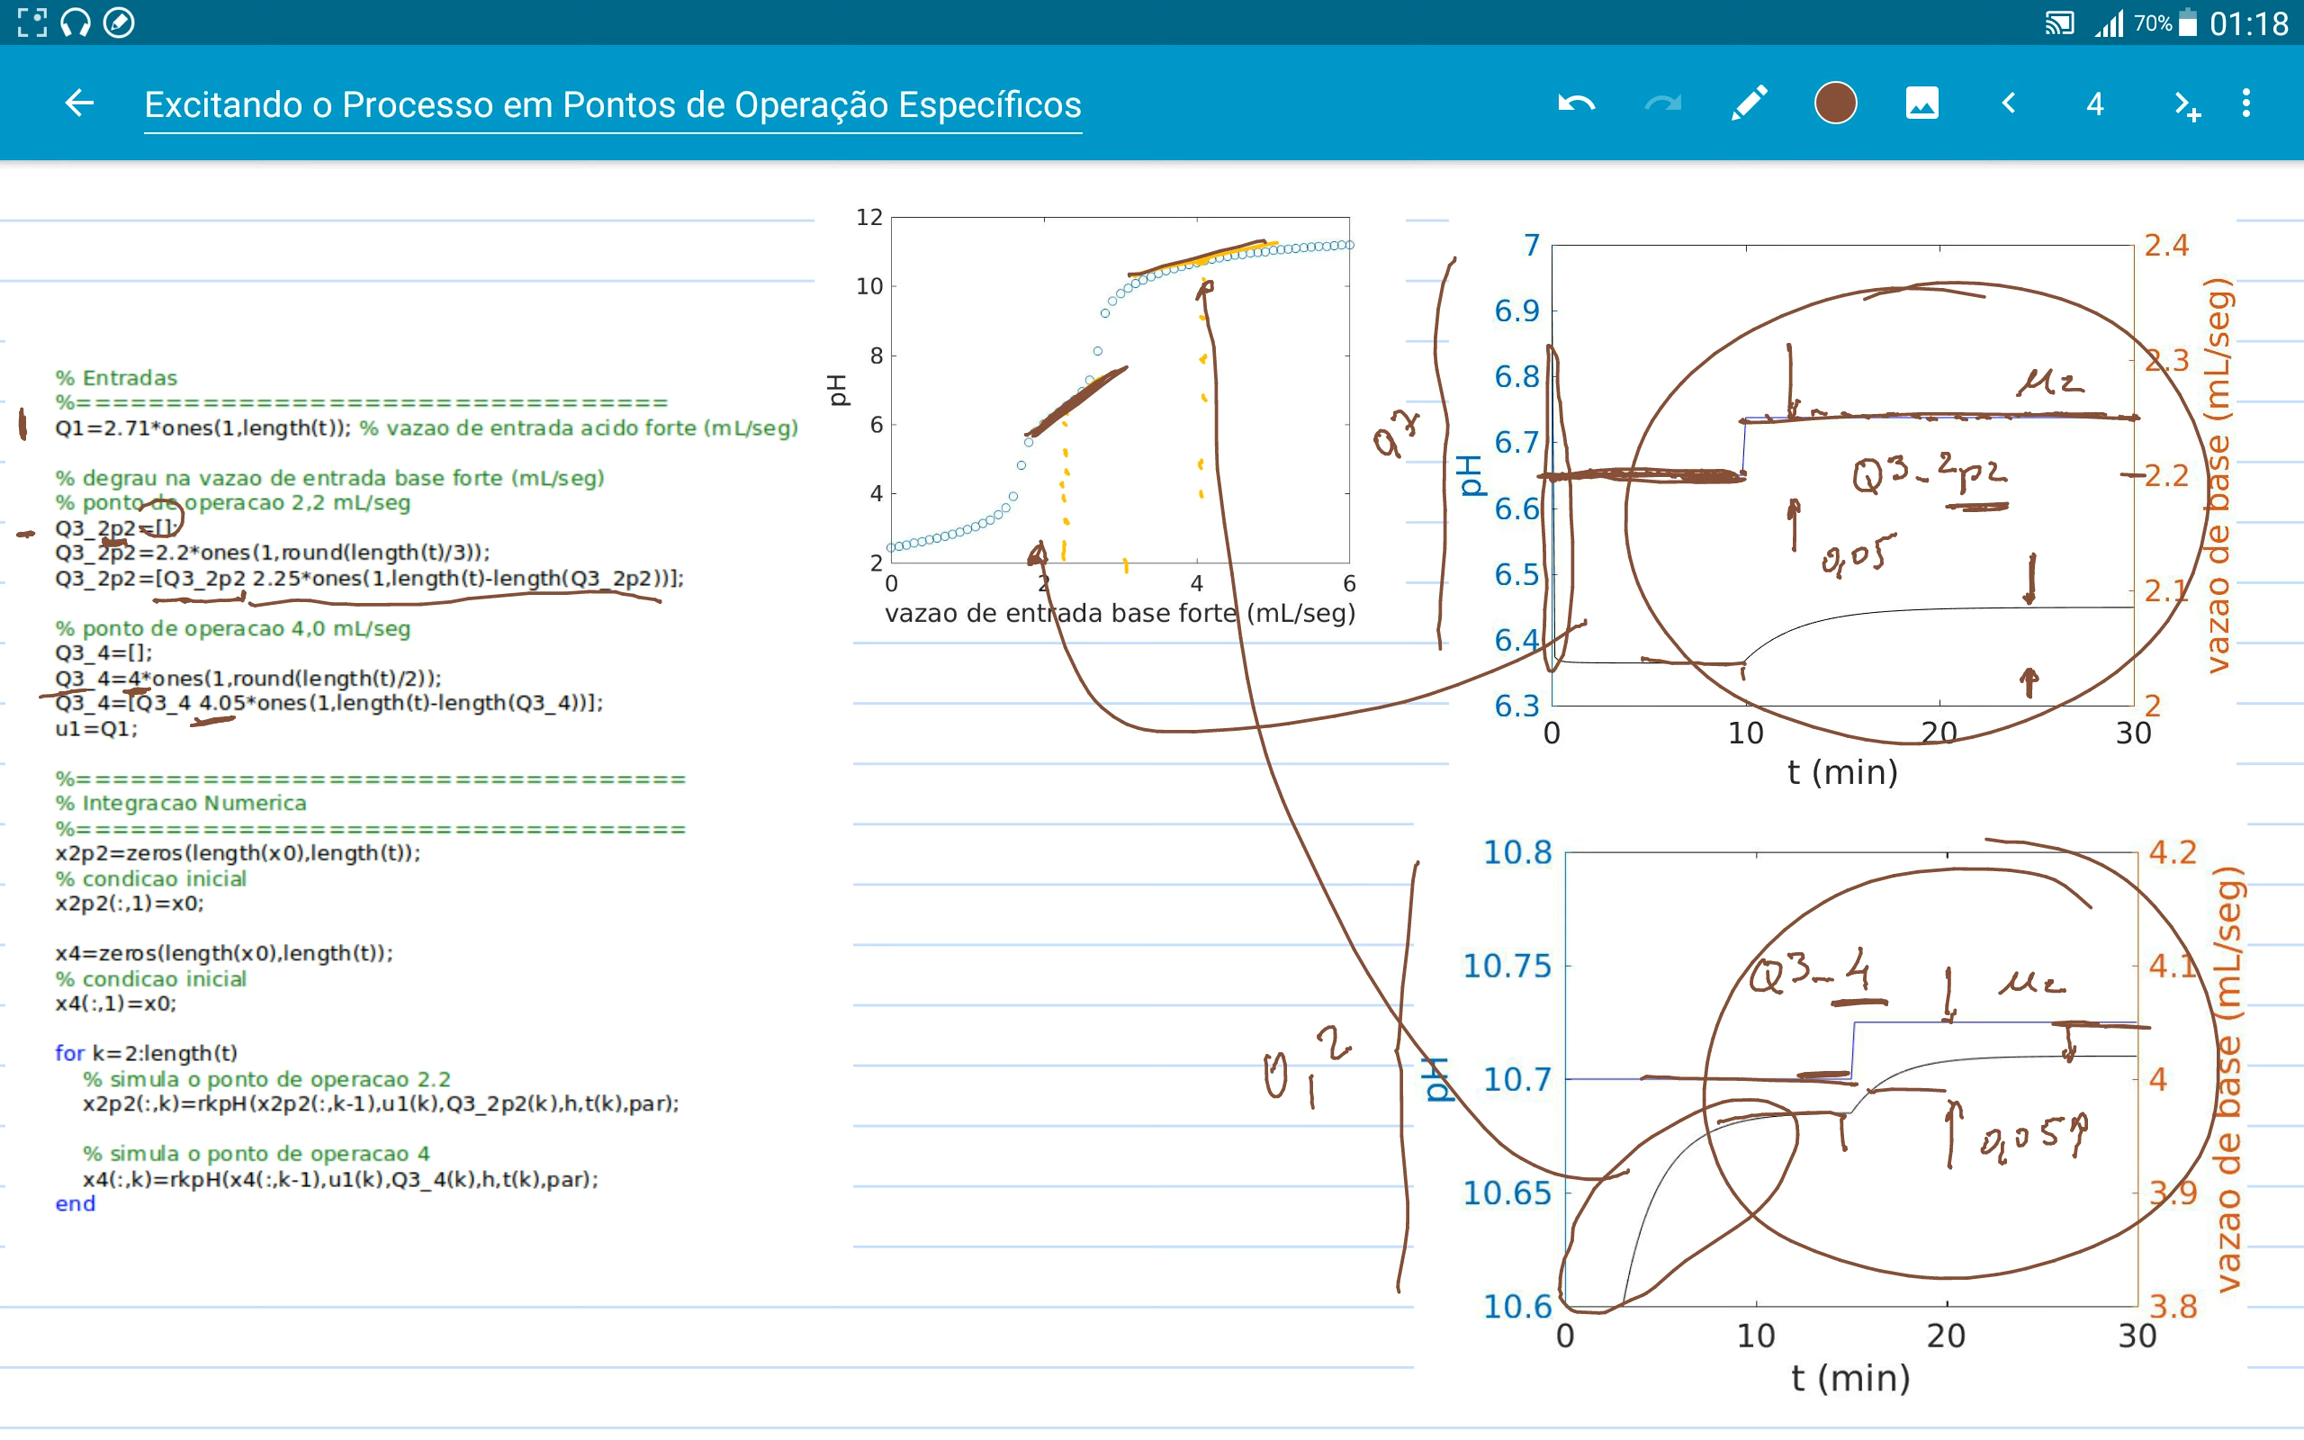 70% 01:18
Excitando o Processo em Pontos de Operação Específicos
4
% Entradas
%=================================
Q1=2.71*ones(1,length(t)); % vazao de entrada acido forte (mL/seg)
% degrau na vazao de entrada base forte (mL/seg)
% ponto de operacao 2,2 mL/seg
Q3_2p2=[];
Q3_2p2=2.2*ones(1,round(length(t)/3));
Q3_2p2=[Q3_2p2 2.25*ones(1,length(t)-length(Q3_2p2))];
% ponto de operacao 4,0 mL/seg
Q3_4=[];
Q3_4=4*ones(1,round(length(t)/2));
Q3_4=[Q3_4 4.05*ones(1,length(t)-length(Q3_4))];
u1=Q1;
%==================================
% Integracao Numerica
%==================================
x2p2=zeros(length(x0),length(t));
% condicao inicial
x2p2(:,1)=x0;
x4=zeros(length(x0),length(t));
% condicao inicial
x4(:,1)=x0;
for k=2:length(t)
% simula o ponto de operacao 2.2
x2p2(:,k)=rkpH(x2p2(:,k-1),u1(k),Q3_2p2(k),h,t(k),par);
% simula o ponto de operacao 4
x4(:,k)=rkpH(x4(:,k-1),u1(k),Q3_4(k),h,t(k),par);
end
12
10
8
6
4
2
pH
0 2 4 6
vazao de entrada base forte (mL/seg)
7
6.9
6.8
6.7
6.6
6.5
6.4
6.3
pH
2.4
2.3
2.2
2.1
2
vazao de base (mL/seg)
Q3_2p2
0,05
0 10 20 30
t (min)
10.8
10.75
10.7
10.65
10.6
pH
4.2
4.1
4
3.9
3.8
vazao de base (mL/seg)
Q3_4
0,05
0,2
0 10 20 30
t (min)